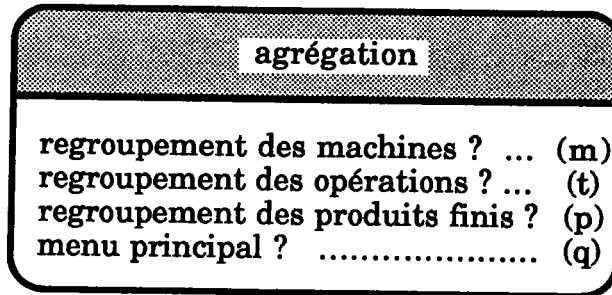 agrégation
regroupement des machines ? ... (m)
regroupement des opérations ? ... (t)
regroupement des produits finis ? (p)
menu principal ? ...................... (q)